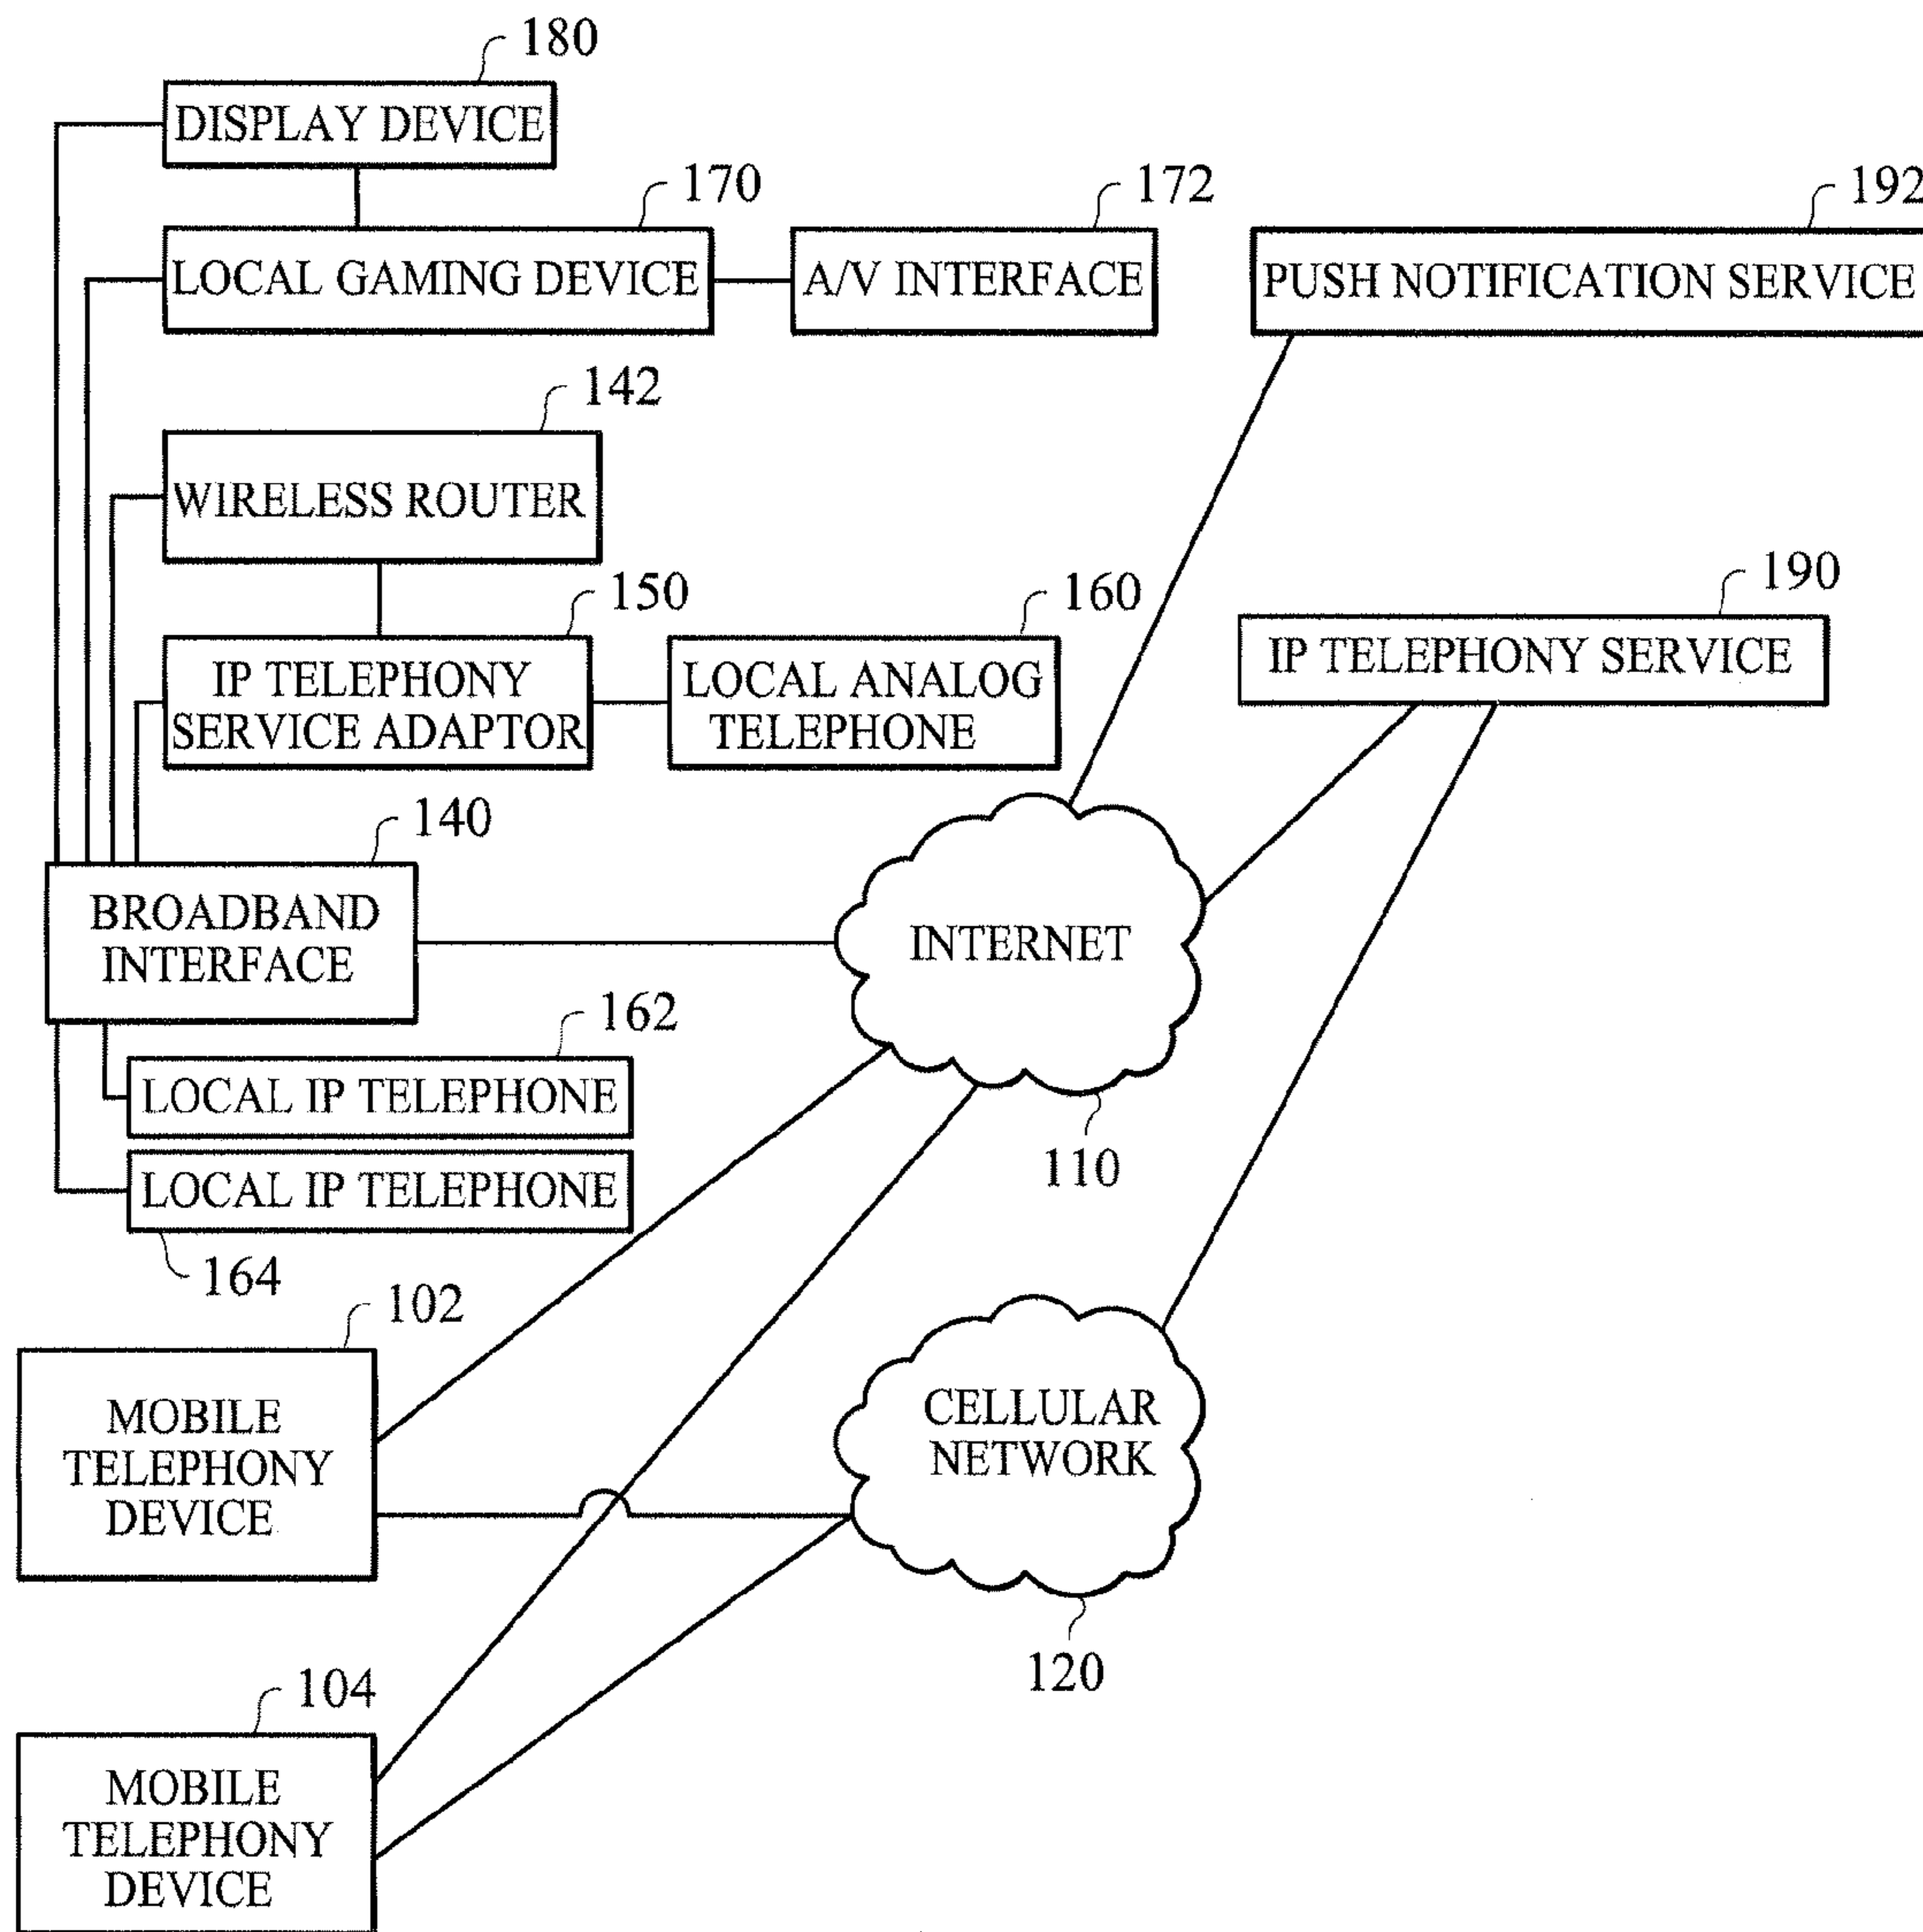 180
DISPLAY DEVICE
170
172
192
LOCAL GAMING DEVICE
A/V INTERFACE
PUSH NOTIFICATION SERVICE
142
WIRELESS ROUTER
150
160
190
IP TELEPHONY
SERVICE ADAPTOR
LOCAL ANALOG
TELEPHONE
IP TELEPHONY SERVICE
140
BROADBAND
INTERFACE
INTERNET
162
LOCAL IP TELEPHONE
110
LOCAL IP TELEPHONE
164
102
MOBILE
TELEPHONY
DEVICE
CELLULAR
NETWORK
120
104
MOBILE
TELEPHONY
DEVICE